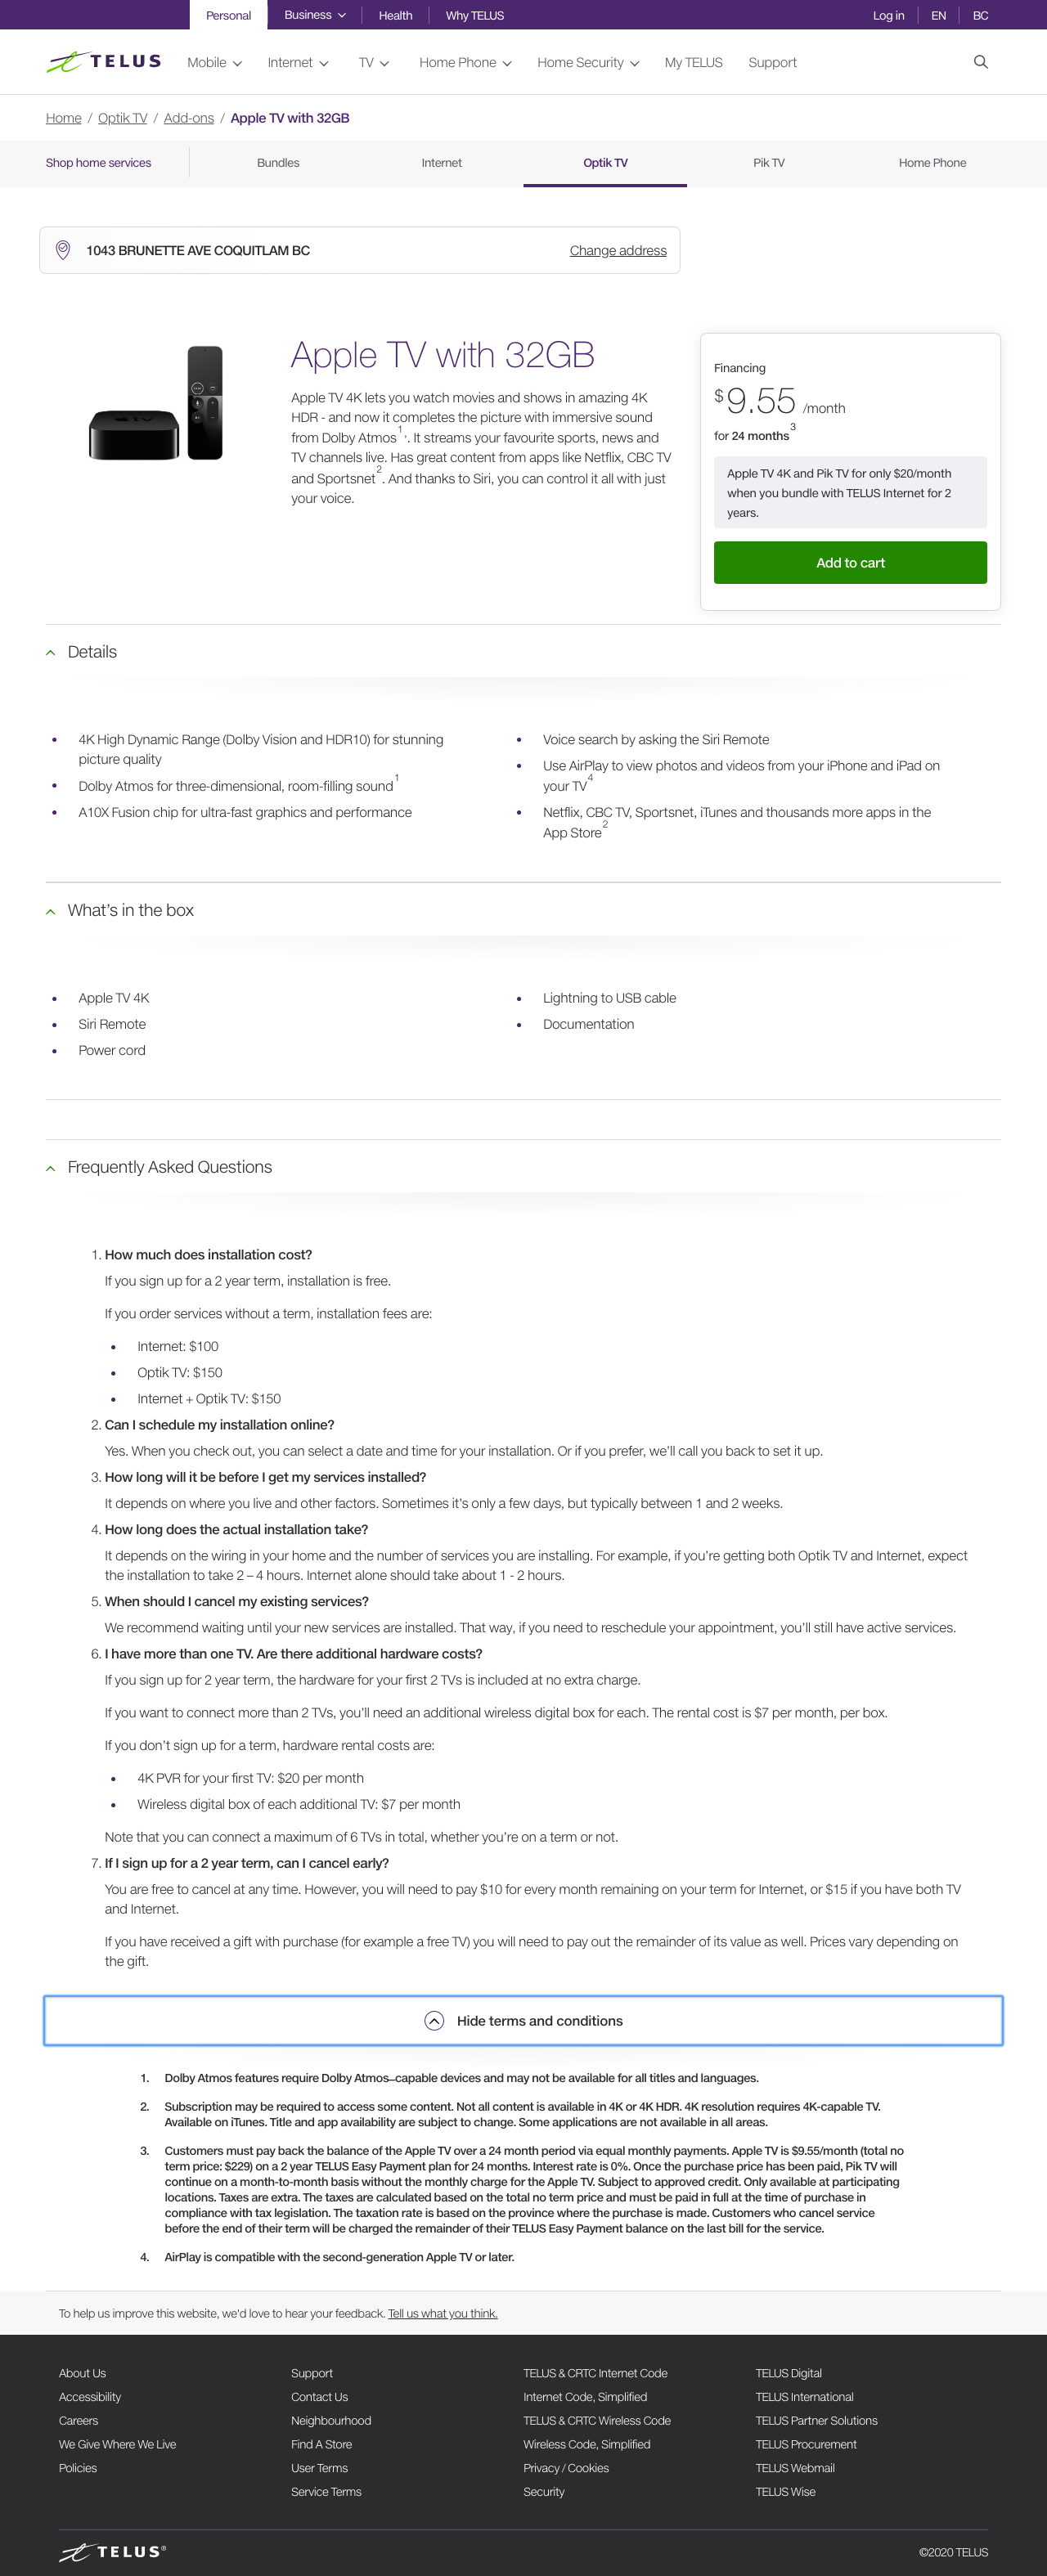 Personal Business Health Why TELUS Log in EN BC
TELUS Mobile Internet TV Home Phone Home Security My TELUS Support
Home / Optik TV / Add-ons / Apple TV with 32GB
Shop home services Bundles Internet Optik TV Pik TV Home Phone
1043 BRUNETTE AVE COQUITLAM BC Change address
Apple TV with 32GB
Apple TV 4K lets you watch movies and shows in amazing 4K
HDR - and now it completes the picture with immersive sound
from Dolby Atmos1,. It streams your favourite sports, news and
TV channels live. Has great content from apps like Netflix, CBC TV
and Sportsnet2. And thanks to Siri, you can control it all with just
your voice.
Financing
$9.55 /month
for 24 months3
Apple TV 4K and Pik TV for only $20/month
when you bundle with TELUS Internet for 2
years.
Add to cart
Details
• 4K High Dynamic Range (Dolby Vision and HDR10) for stunning
picture quality
• Dolby Atmos for three-dimensional, room-filling sound1
• A10X Fusion chip for ultra-fast graphics and performance
• Voice search by asking the Siri Remote
• Use AirPlay to view photos and videos from your iPhone and iPad on
your TV4
• Netflix, CBC TV, Sportsnet, iTunes and thousands more apps in the
App Store2
What's in the box
• Apple TV 4K
• Siri Remote
• Power cord
• Lightning to USB cable
• Documentation
Frequently Asked Questions
1. How much does installation cost?
If you sign up for a 2 year term, installation is free.
If you order services without a term, installation fees are:
• Internet: $100
• Optik TV: $150
• Internet + Optik TV: $150
2. Can I schedule my installation online?
Yes. When you check out, you can select a date and time for your installation. Or if you prefer, we'll call you back to set it up.
3. How long will it be before I get my services installed?
It depends on where you live and other factors. Sometimes it's only a few days, but typically between 1 and 2 weeks.
4. How long does the actual installation take?
It depends on the wiring in your home and the number of services you are installing. For example, if you're getting both Optik TV and Internet, expect
the installation to take 2 – 4 hours. Internet alone should take about 1 - 2 hours.
5. When should I cancel my existing services?
We recommend waiting until your new services are installed. That way, if you need to reschedule your appointment, you'll still have active services.
6. I have more than one TV. Are there additional hardware costs?
If you sign up for 2 year term, the hardware for your first 2 TVs is included at no extra charge.
If you want to connect more than 2 TVs, you'll need an additional wireless digital box for each. The rental cost is $7 per month, per box.
If you don't sign up for a term, hardware rental costs are:
• 4K PVR for your first TV: $20 per month
• Wireless digital box of each additional TV: $7 per month
Note that you can connect a maximum of 6 TVs in total, whether you're on a term or not.
7. If I sign up for a 2 year term, can I cancel early?
You are free to cancel at any time. However, you will need to pay $10 for every month remaining on your term for Internet, or $15 if you have both TV
and Internet.
If you have received a gift with purchase (for example a free TV) you will need to pay out the remainder of its value as well. Prices vary depending on
the gift.
Hide terms and conditions
1. Dolby Atmos features require Dolby Atmos–capable devices and may not be available for all titles and languages.
2. Subscription may be required to access some content. Not all content is available in 4K or 4K HDR. 4K resolution requires 4K-capable TV.
Available on iTunes. Title and app availability are subject to change. Some applications are not available in all areas.
3. Customers must pay back the balance of the Apple TV over a 24 month period via equal monthly payments. Apple TV is $9.55/month (total no
term price: $229) on a 2 year TELUS Easy Payment plan for 24 months. Interest rate is 0%. Once the purchase price has been paid, Pik TV will
continue on a month-to-month basis without the monthly charge for the Apple TV. Subject to approved credit. Only available at participating
locations. Taxes are extra. The taxes are calculated based on the total no term price and must be paid in full at the time of purchase in
compliance with tax legislation. The taxation rate is based on the province where the purchase is made. Customers who cancel service
before the end of their term will be charged the remainder of their TELUS Easy Payment balance on the last bill for the service.
4. AirPlay is compatible with the second-generation Apple TV or later.
To help us improve this website, we'd love to hear your feedback. Tell us what you think.
About Us
Accessibility
Careers
We Give Where We Live
Policies
Support
Contact Us
Neighbourhood
Find A Store
User Terms
Service Terms
TELUS & CRTC Internet Code
Internet Code, Simplified
TELUS & CRTC Wireless Code
Wireless Code, Simplified
Privacy / Cookies
Security
TELUS Digital
TELUS International
TELUS Partner Solutions
TELUS Procurement
TELUS Webmail
TELUS Wise
TELUS® ©2020 TELUS